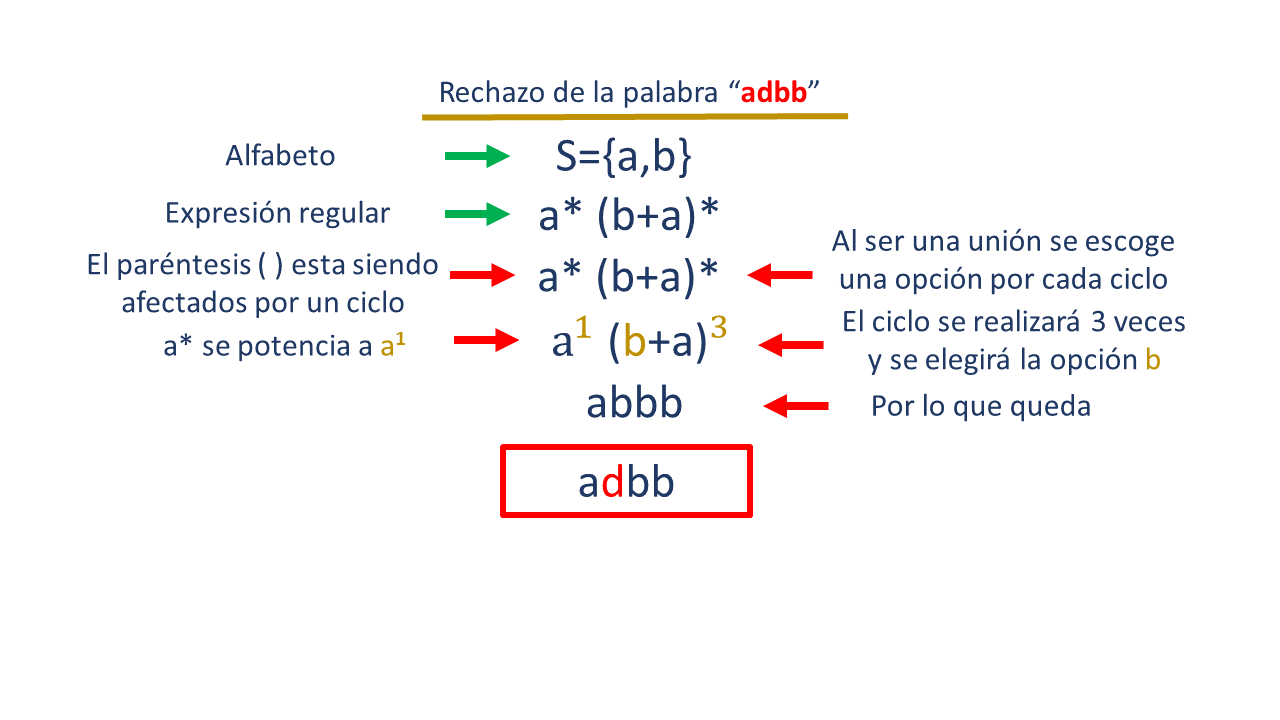 Rechazo de la palabra “adbb”
Alfabeto
S={a,b}
Expresión regular
a* (b+a)*
El paréntesis ( ) esta siendo
afectados por un ciclo
a* (b+a)*
Al ser una unión se escoge
una opción por cada ciclo
a* se potencia a a¹
a¹ (b+a)³
El ciclo se realizará 3 veces
y se elegirá la opción b
abbb
Por lo que queda
adbb